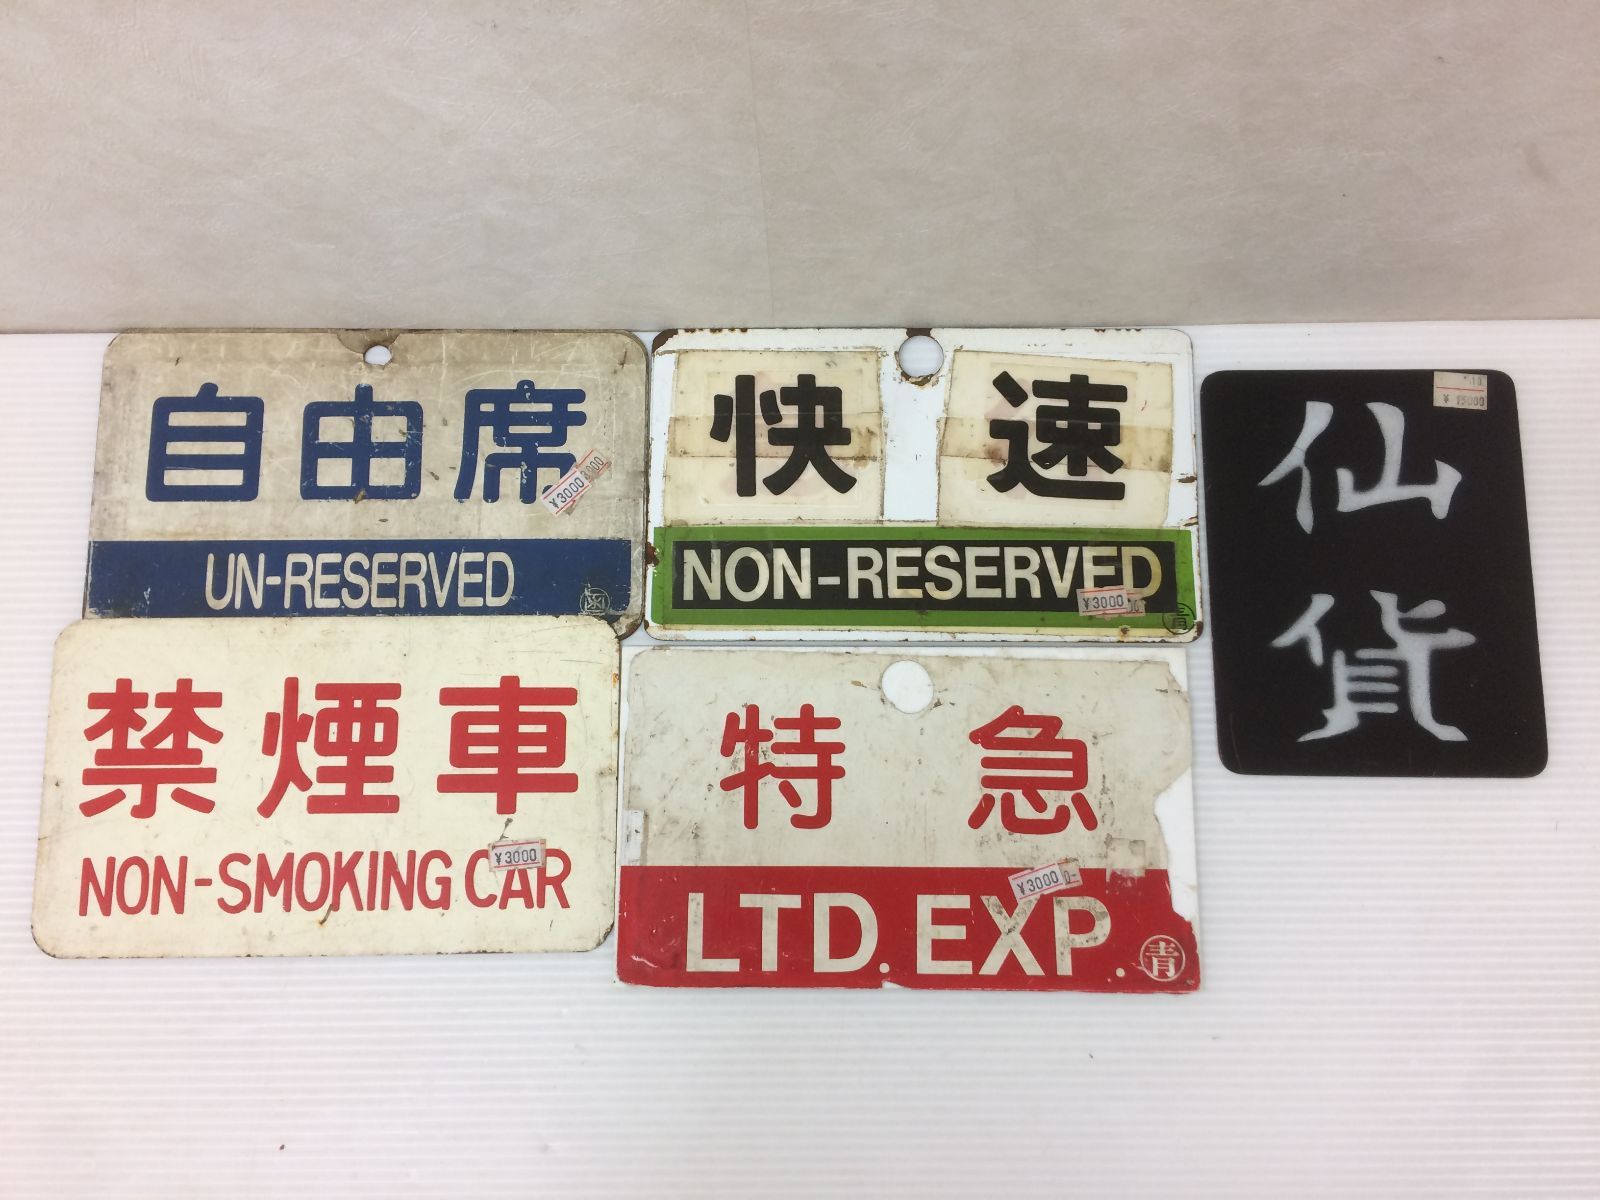 自由席
¥3000
UN-RESERVED
快速
NON-RESERVED
¥3000
青
禁煙車
¥3000
NON-SMOKING CAR
特急
¥3000
LTD. EXP.
青
¥15000
仙
貨